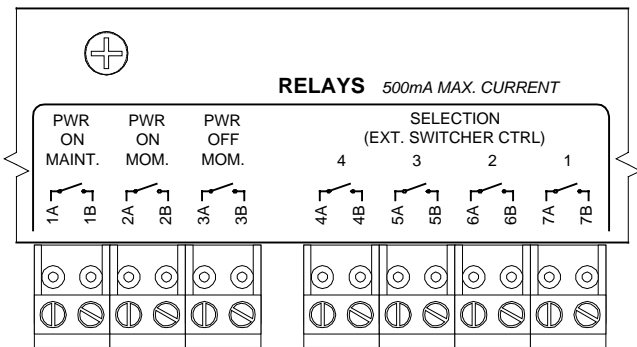 RELAYS 500mA MAX. CURRENT
PWR ON MAINT.
PWR ON MOM.
PWR OFF MOM.
SELECTION
(EXT. SWITCHER CTRL)
4 3 2 1
1A 1B 2A 2B 3A 3B 4A 4B 5A 5B 6A 6B 7A 7B